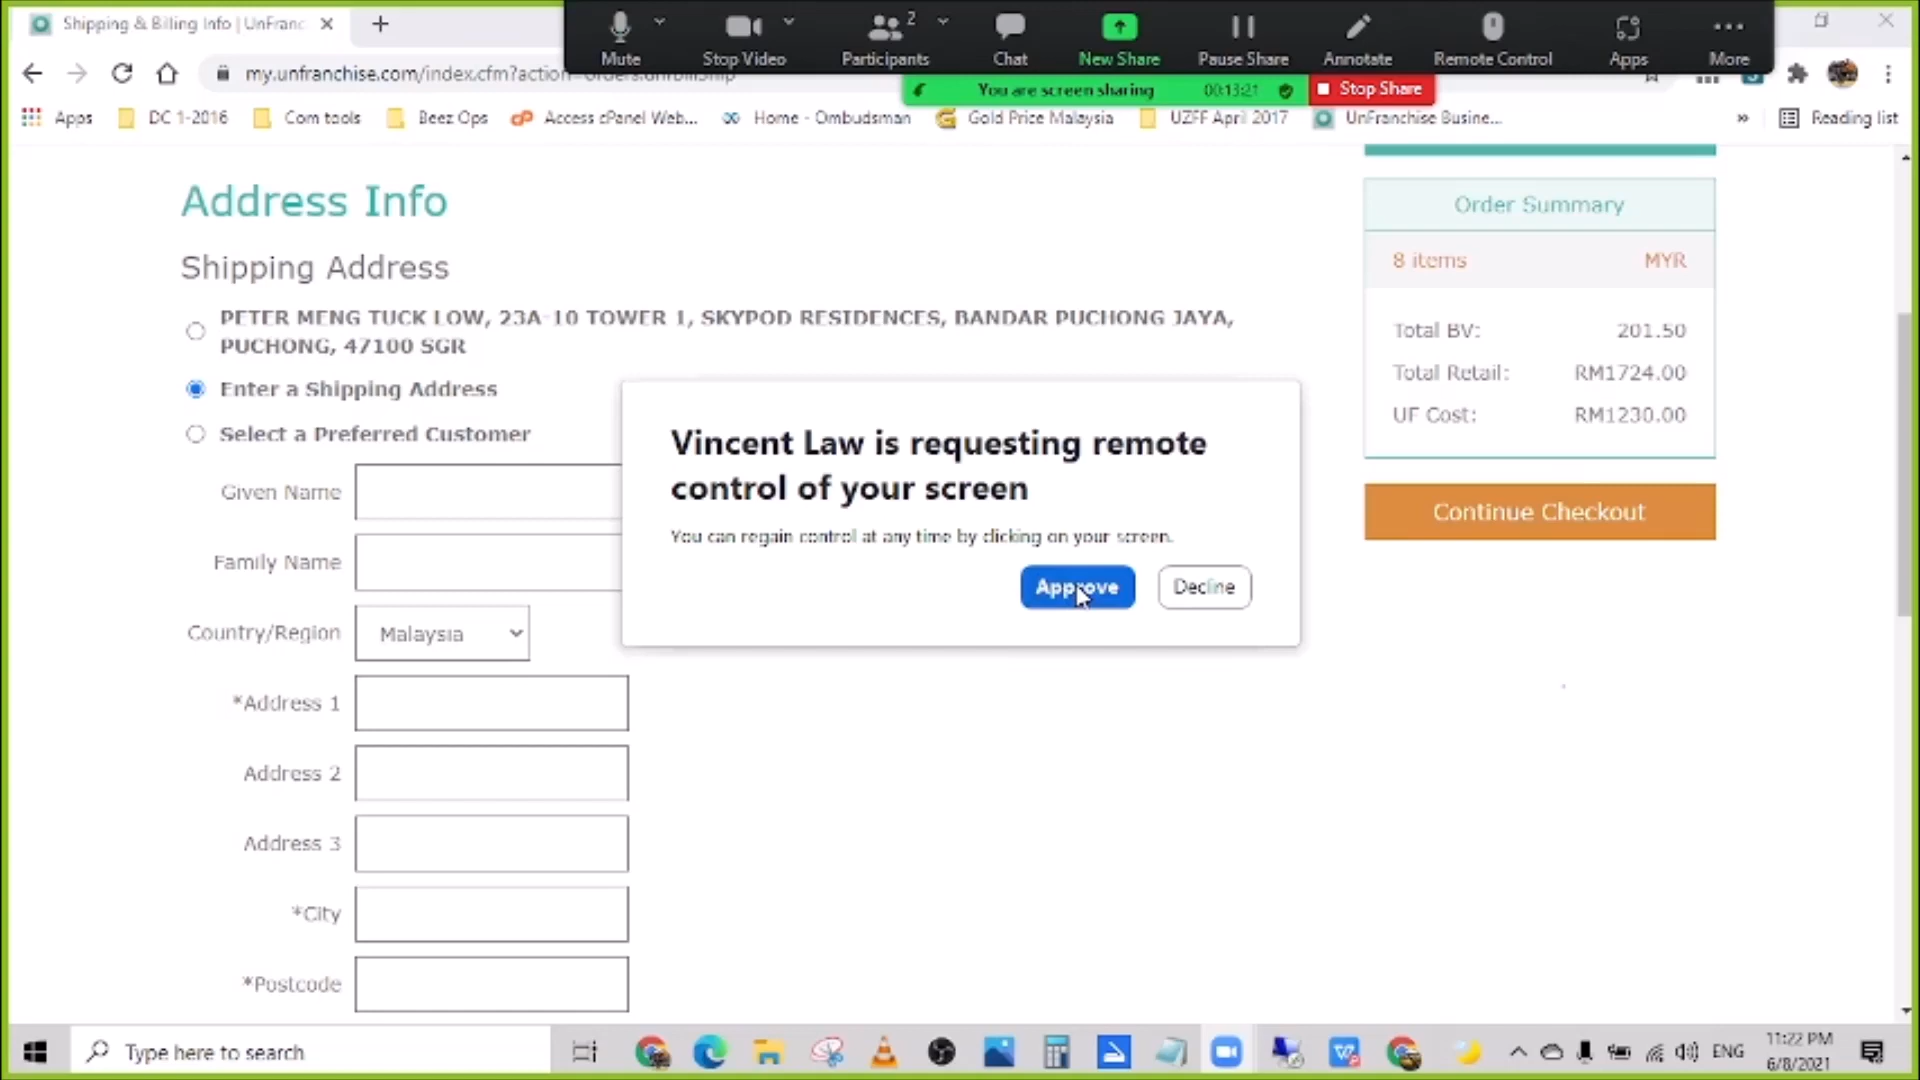 Shipping & Billing Info | UnFranc
Mute
Stop Video
Participants
2
Chat
New Share
Pause Share
Annotate
Remote Control
Apps
More
my.unfranchise.com/index.cfm?action=orders.unfbillship
You are screen sharing
00:13:21
Stop Share
Apps
DC 1-2016
Com tools
Beez Ops
Access cPanel Web...
Home - Ombudsman
Gold Price Malaysia
UZFF April 2017
UnFranchise Busine...
»
Reading list
Address Info
Shipping Address
PETER MENG TUCK LOW, 23A-10 TOWER 1, SKYPOD RESIDENCES, BANDAR PUCHONG JAYA,
PUCHONG, 47100 SGR
Enter a Shipping Address
Select a Preferred Customer
Given Name
Family Name
Country/Region
Malaysia
*Address 1
Address 2
Address 3
*City
*Postcode
Vincent Law is requesting remote
control of your screen
You can regain control at any time by clicking on your screen.
Approve
Decline
Order Summary
8 items MYR
Total BV: 201.50
Total Retail: RM1724.00
UF Cost: RM1230.00
Continue Checkout
Type here to search
ENG
11:22 PM
6/8/2021